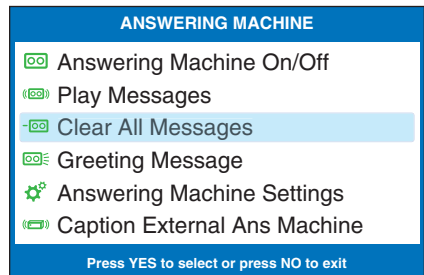 ANSWERING MACHINE
Answering Machine On/Off
Play Messages
Clear All Messages
Greeting Message
Answering Machine Settings
Caption External Ans Machine
Press YES to select or press NO to exit